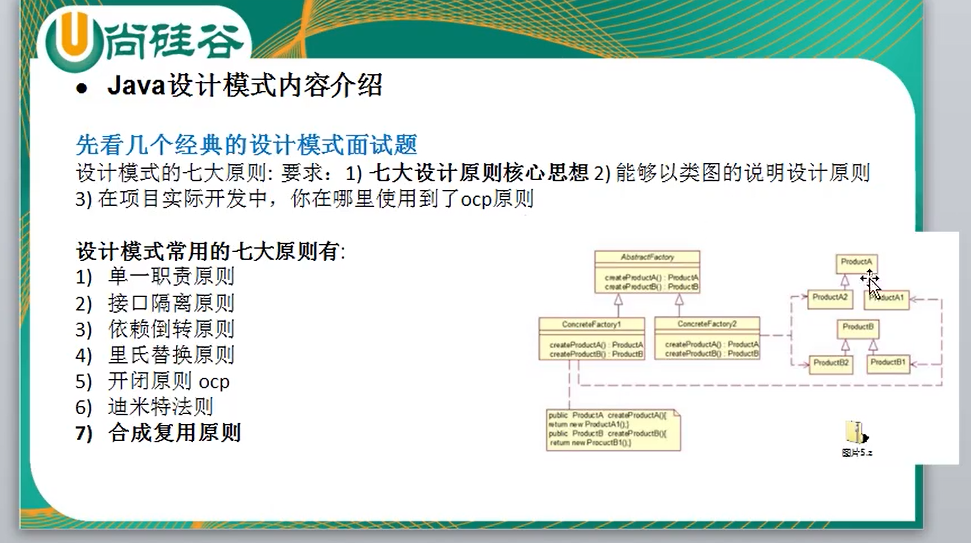 尚硅谷
● Java设计模式内容介绍
先看几个经典的设计模式面试题
设计模式的七大原则: 要求：1) 七大设计原则核心思想 2) 能够以类图的说明设计原则
3) 在项目实际开发中，你在哪里使用到了ocp原则
设计模式常用的七大原则有:
1) 单一职责原则
2) 接口隔离原则
3) 依赖倒转原则
4) 里氏替换原则
5) 开闭原则 ocp
6) 迪米特法则
7) 合成复用原则
AbstractFactory
createProductA() : ProductA
createProductB() : ProductB
ConcreteFactory1
createProductA() : ProductA
createProductB() : ProductB
ConcreteFactory2
createProductA() : ProductA
createProductB() : ProductB
public ProductA createProductA(){
return new ProductA1();}
public ProductB createProductB(){
return new ProductB1();}
ProductA
ProductA2
ProductA1
ProductB
ProductB2
ProductB1
图片5.z